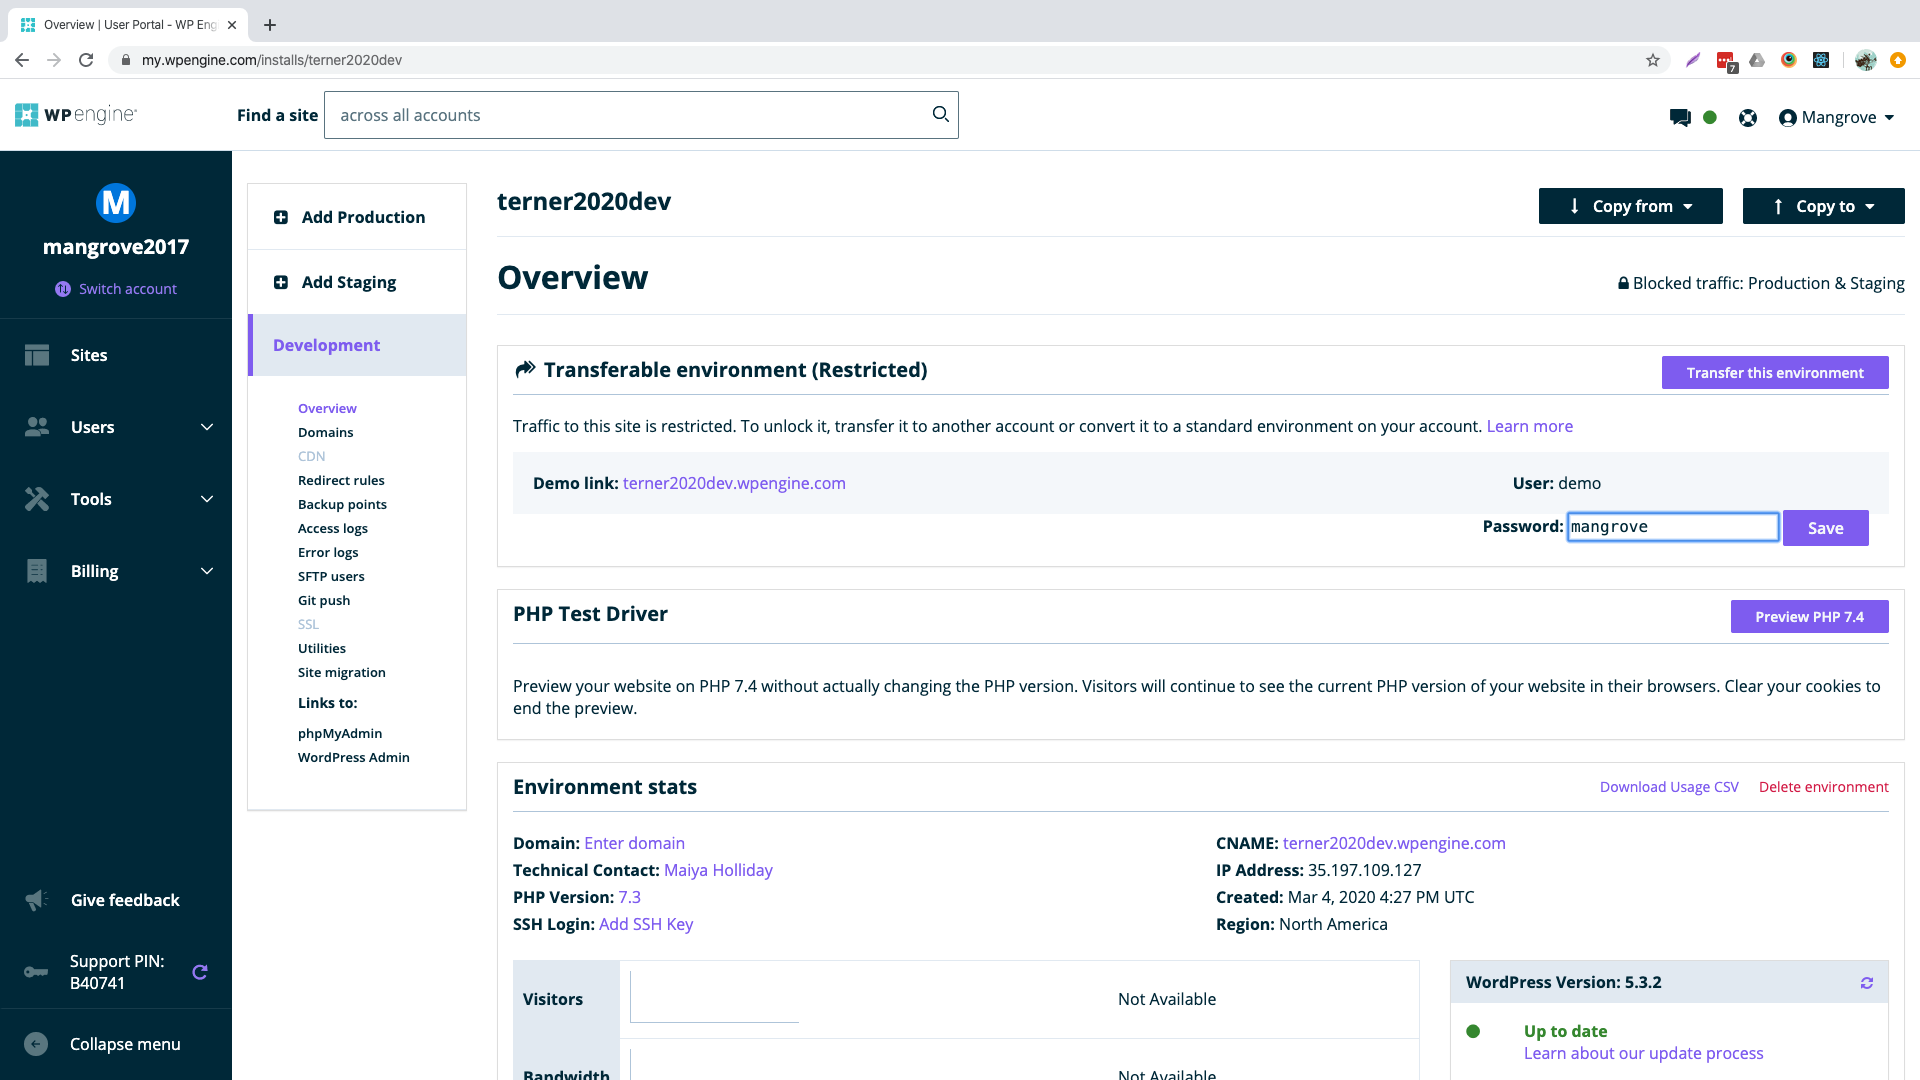 Overview | User Portal - WP Eng
my.wpengine.com/installs/terner2020dev
7
WP engine
Find a site
across all accounts
Mangrove
M
mangrove2017
Switch account
Sites
Users
Tools
Billing
Give feedback
Support PIN:
B40741
Collapse menu
Add Production
Add Staging
Development
Overview
Domains
CDN
Redirect rules
Backup points
Access logs
Error logs
SFTP users
Git push
SSL
Utilities
Site migration
Links to:
phpMyAdmin
WordPress Admin
terner2020dev
Copy from
Copy to
Overview
Blocked traffic: Production & Staging
Transferable environment (Restricted)
Transfer this environment
Traffic to this site is restricted. To unlock it, transfer it to another account or convert it to a standard environment on your account. Learn more
Demo link: terner2020dev.wpengine.com
User: demo
Password: mangrove
Save
PHP Test Driver
Preview PHP 7.4
Preview your website on PHP 7.4 without actually changing the PHP version. Visitors will continue to see the current PHP version of your website in their browsers. Clear your cookies to
end the preview.
Environment stats
Download Usage CSV
Delete environment
Domain: Enter domain
Technical Contact: Maiya Holliday
PHP Version: 7.3
SSH Login: Add SSH Key
CNAME: terner2020dev.wpengine.com
IP Address: 35.197.109.127
Created: Mar 4, 2020 4:27 PM UTC
Region: North America
Visitors
Not Available
Bandwidth
Not Available
WordPress Version: 5.3.2
Up to date
Learn about our update process